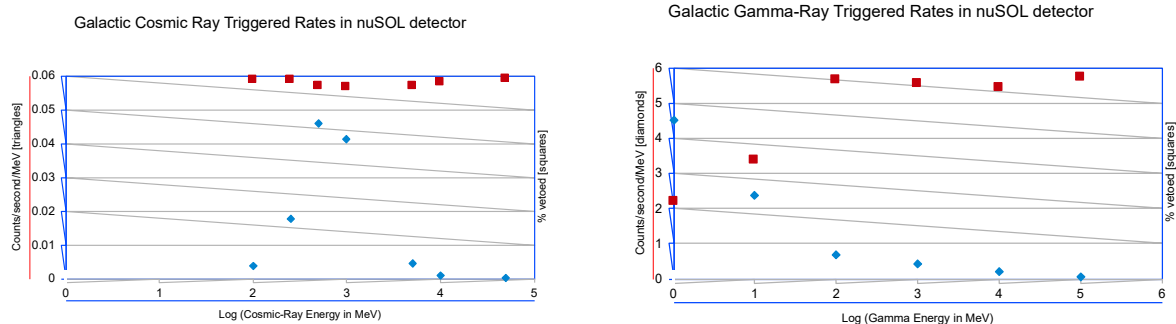 Galactic Cosmic Ray Triggered Rates in nuSOL detector
Counts/second/MeV [triangles]
0.06
0.05
0.04
0.03
0.02
0.01
0
0 1 2 3 4 5
% vetoed [squares]
Log (Cosmic-Ray Energy in MeV)
Galactic Gamma-Ray Triggered Rates in nuSOL detector
Counts/second/MeV [diamonds]
6
5
4
3
2
1
0
0 1 2 3 4 5 6
% vetoed [squares]
Log (Gamma Energy in MeV)